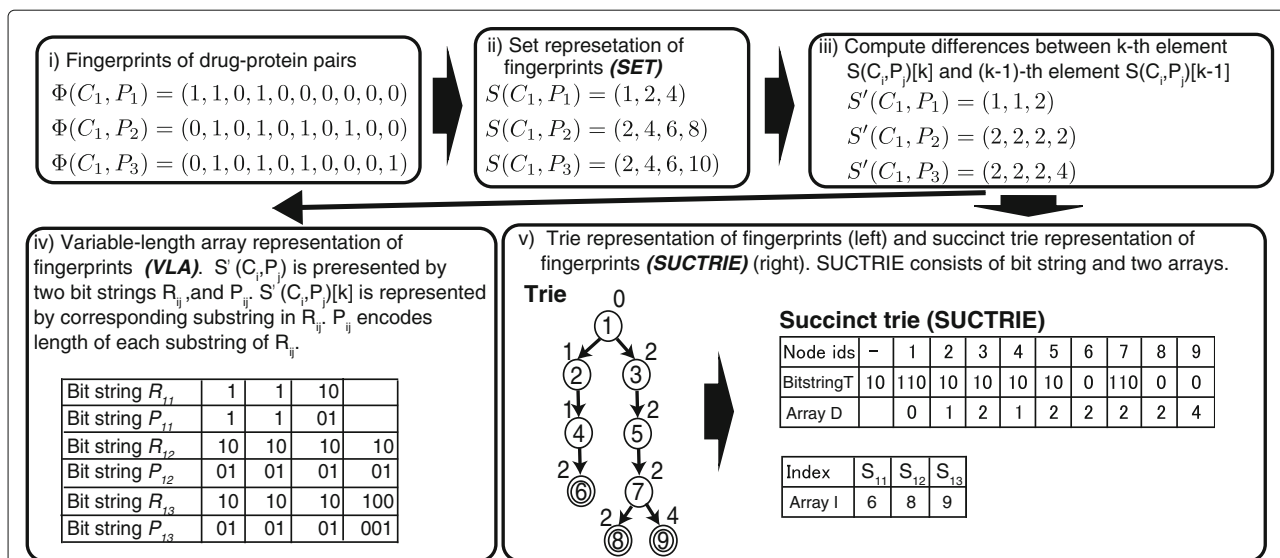 i) Fingerprints of drug-protein pairs
Φ(C₁, P₁) = (1, 1, 0, 1, 0, 0, 0, 0, 0, 0)
Φ(C₁, P₂) = (0, 1, 0, 1, 0, 1, 0, 1, 0, 0)
Φ(C₁, P₃) = (0, 1, 0, 1, 0, 1, 0, 0, 0, 1)
ii) Set represetation of
fingerprints (SET)
S(C₁, P₁) = (1, 2, 4)
S(C₁, P₂) = (2, 4, 6, 8)
S(C₁, P₃) = (2, 4, 6, 10)
iii) Compute differences between k-th element
S(Cᵢ,Pⱼ)[k] and (k-1)-th element S(Cᵢ,Pⱼ)[k-1]
S′(C₁, P₁) = (1, 1, 2)
S′(C₁, P₂) = (2, 2, 2, 2)
S′(C₁, P₃) = (2, 2, 2, 4)
iv) Variable-length array representation of
fingerprints (VLA). S' (Cᵢ,Pⱼ) is preresented by
two bit strings Rᵢⱼ ,and Pᵢⱼ. S' (Cᵢ,Pⱼ)[k] is represented
by corresponding substring in Rᵢⱼ. Pᵢⱼ encodes
length of each substring of Rᵢⱼ.
Bit string R₁₁ 1 1 10
Bit string P₁₁ 1 1 01
Bit string R₁₂ 10 10 10 10
Bit string P₁₂ 01 01 01 01
Bit string R₁₃ 10 10 10 100
Bit string P₁₃ 01 01 01 001
v) Trie representation of fingerprints (left) and succinct trie representation of
fingerprints (SUCTRIE) (right). SUCTRIE consists of bit string and two arrays.
Trie
0
1
1 2
2 3
1 2
4 5
2 2
6 7
2 4
8 9
Succinct trie (SUCTRIE)
Node ids – 1 2 3 4 5 6 7 8 9
BitstringT 10 110 10 10 10 10 0 110 0 0
Array D 0 1 2 1 2 2 2 2 4
Index S₁₁ S₁₂ S₁₃
Array I 6 8 9